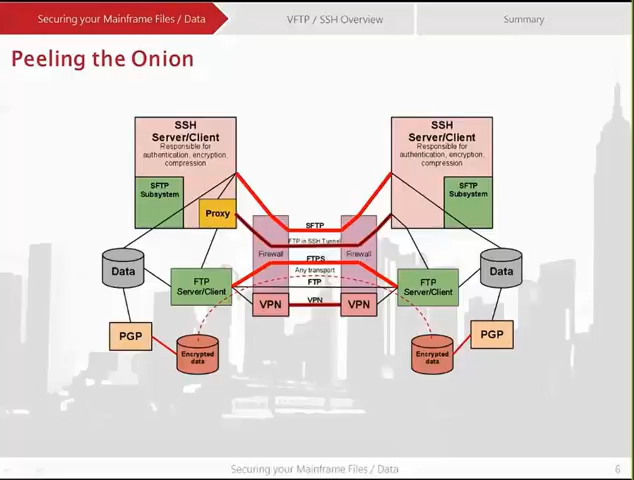 Securing your Mainframe Files / Data
VFTP / SSH Overview
Summary
Peeling the Onion
SSH
Server/Client
Responsible for
authentication, encryption,
compression
SFTP
Subsystem
Proxy
SSH
Server/Client
Responsible for
authentication, encryption,
compression
SFTP
Subsystem
SFTP
FTP in SSH Tunnel
Firewall
Firewall
FTPS
Any transport
FTP
VPN
VPN
VPN
Data
FTP
Server/Client
PGP
Encrypted
data
FTP
Server/Client
Data
PGP
Encrypted
data
Securing your Mainframe Files / Data
6